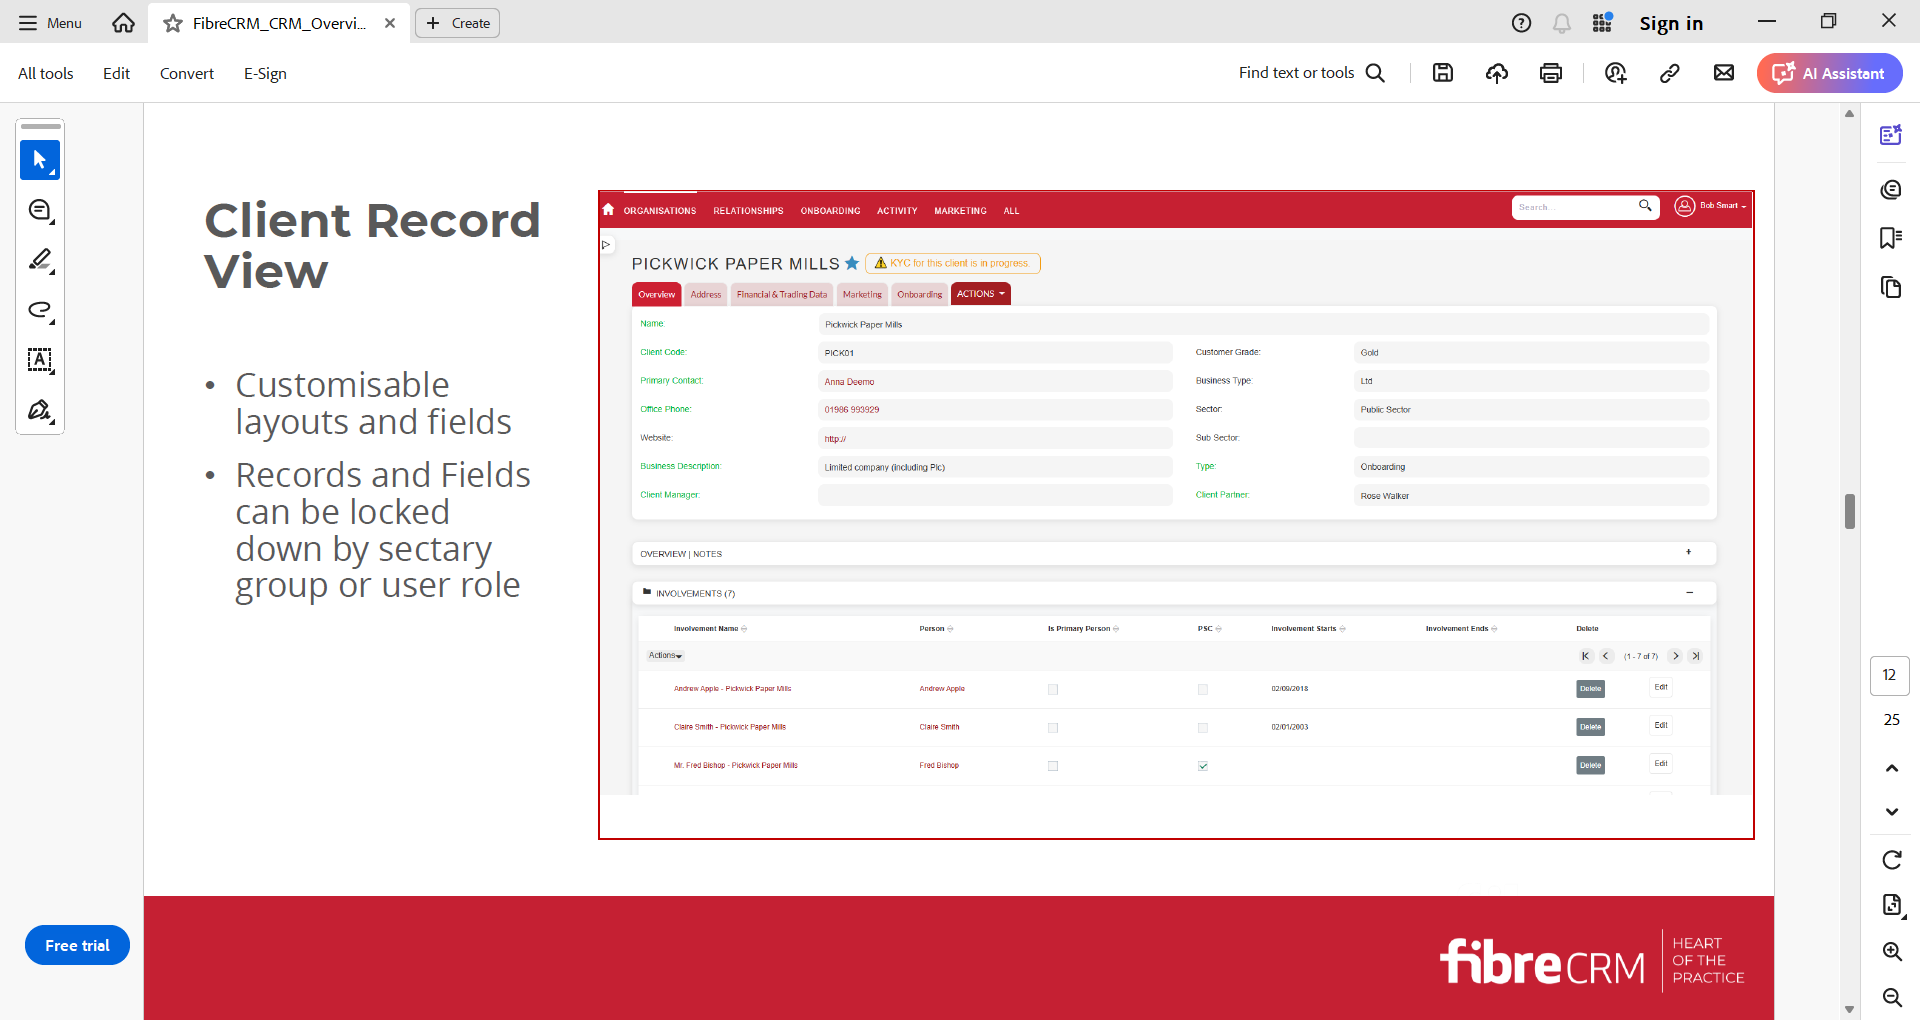 Menu
FibreCRM_CRM_Overvi...
Create
Sign in
All tools
Edit
Convert
E-Sign
Find text or tools
AI Assistant
Client Record
View
• Customisable
layouts and fields
• Records and Fields
can be locked
down by sectary
group or user role
ORGANISATIONS RELATIONSHIPS ONBOARDING ACTIVITY MARKETING ALL
Search...
Bob Smart
PICKWICK PAPER MILLS
KYC for this client is in progress.
Overview Address Financial & Trading Data Marketing Onboarding ACTIONS
Name: Pickwick Paper Mills
Client Code: PICK01 Customer Grade: Gold
Primary Contact: Anna Deemo Business Type: Ltd
Office Phone: 01986 993929 Sector: Public Sector
Website: http:// Sub Sector:
Business Description: Limited company (including Plc) Type: Onboarding
Client Manager: Client Partner: Rose Walker
OVERVIEW | NOTES +
INVOLVEMENTS (7) −
Involvement Name Person Is Primary Person PSC Involvement Starts Involvement Ends Delete
Actions (1 - 7 of 7)
Andrew Apple - Pickwick Paper Mills Andrew Apple 02/09/2018 Delete Edit
Claire Smith - Pickwick Paper Mills Claire Smith 02/01/2003 Delete Edit
Mr. Fred Bishop - Pickwick Paper Mills Fred Bishop Delete Edit
12
25
Free trial
fibreCRM
HEART
OF THE
PRACTICE